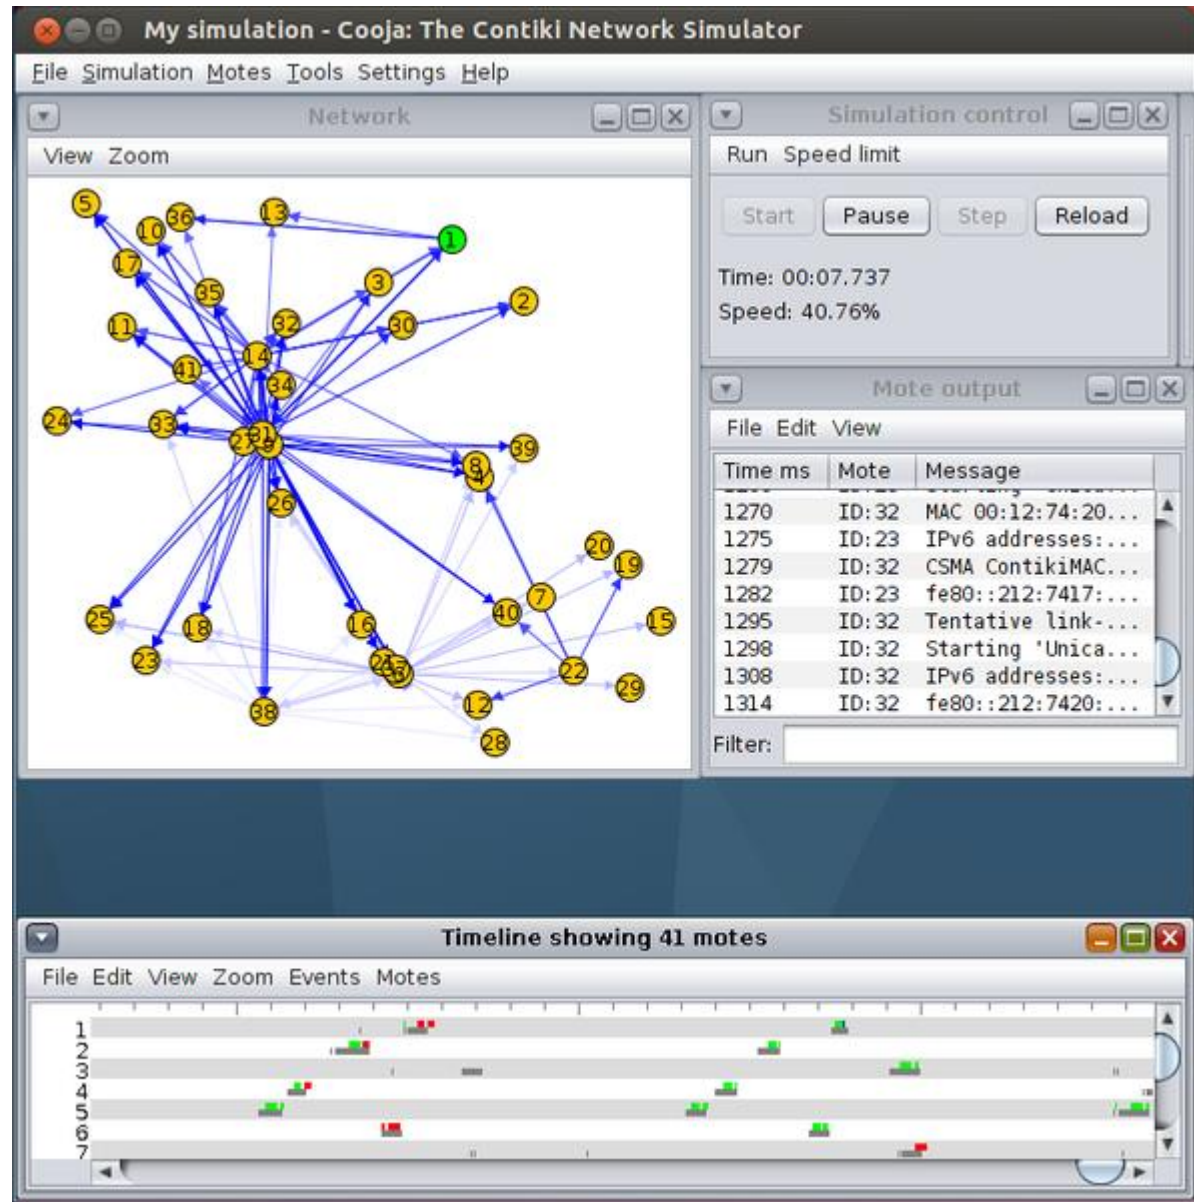 My simulation - Cooja: The Contiki Network Simulator
File Simulation Motes Tools Settings Help
Network
View Zoom
5
36
13
10
1
17
3
35
2
32
30
11
14
41
34
24
33
31
27
39
8
4
26
20
19
7
40
25
16
15
18
23
21
22
29
12
38
28
Simulation control
Run Speed limit
Start Pause Step Reload
Time: 00:07.737
Speed: 40.76%
Mote output
File Edit View
Time ms Mote Message
1270 ID:32 MAC 00:12:74:20...
1275 ID:23 IPv6 addresses:...
1279 ID:32 CSMA ContikiMAC...
1282 ID:23 fe80::212:7417:...
1295 ID:32 Tentative link-...
1298 ID:32 Starting 'Unica...
1308 ID:32 IPv6 addresses:...
1314 ID:32 fe80::212:7420:...
Filter:
Timeline showing 41 motes
File Edit View Zoom Events Motes
1
2
3
4
5
6
7